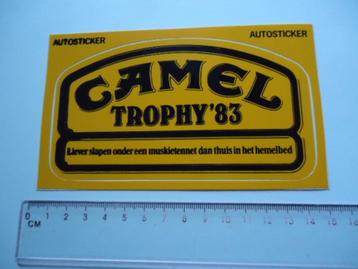 AUTOSTICKER
AUTOSTICKER
CAMEL
TROPHY '83
Liever slapen onder een muskietennet dan thuis in het hemelbed
0 1 2 3 4 5 6 7 8 9 10 11 12 13 14 15 16
CM